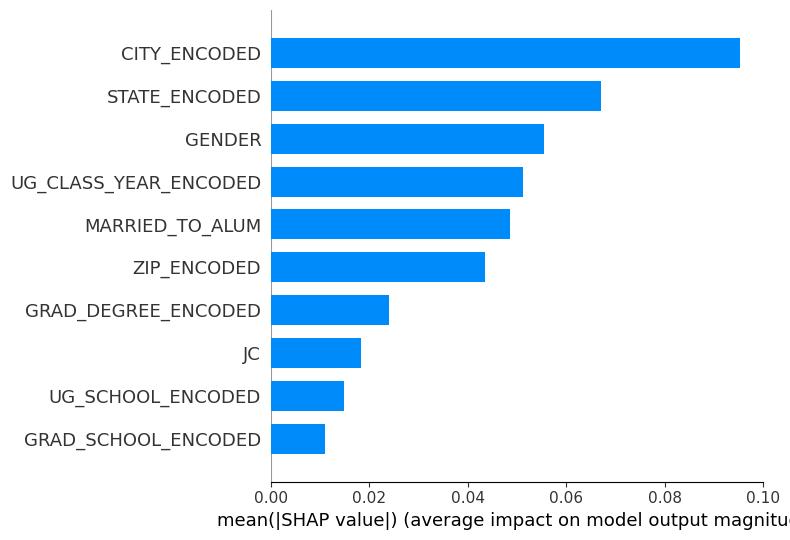 CITY_ENCODED
STATE_ENCODED
GENDER
UG_CLASS_YEAR_ENCODED
MARRIED_TO_ALUM
ZIP_ENCODED
GRAD_DEGREE_ENCODED
JC
UG_SCHOOL_ENCODED
GRAD_SCHOOL_ENCODED
0.00 0.02 0.04 0.06 0.08 0.10
mean(|SHAP value|) (average impact on model output magnitu